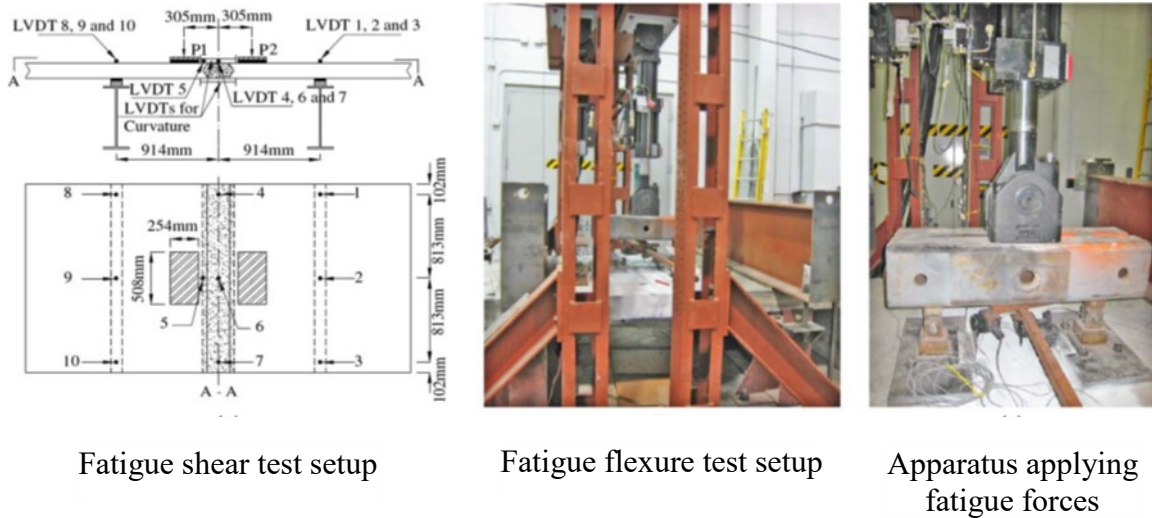 305mm 305mm
LVDT 8, 9 and 10
LVDT 1, 2 and 3
P1 P2
A A
LVDT 5
LVDT 4, 6 and 7
LVDTs for
Curvature
914mm 914mm
102mm
8 4 1
254mm
813mm
9 2
508mm
813mm
5 6
10 7 3
102mm
A - A
Fatigue shear test setup
Fatigue flexure test setup
Apparatus applying
fatigue forces